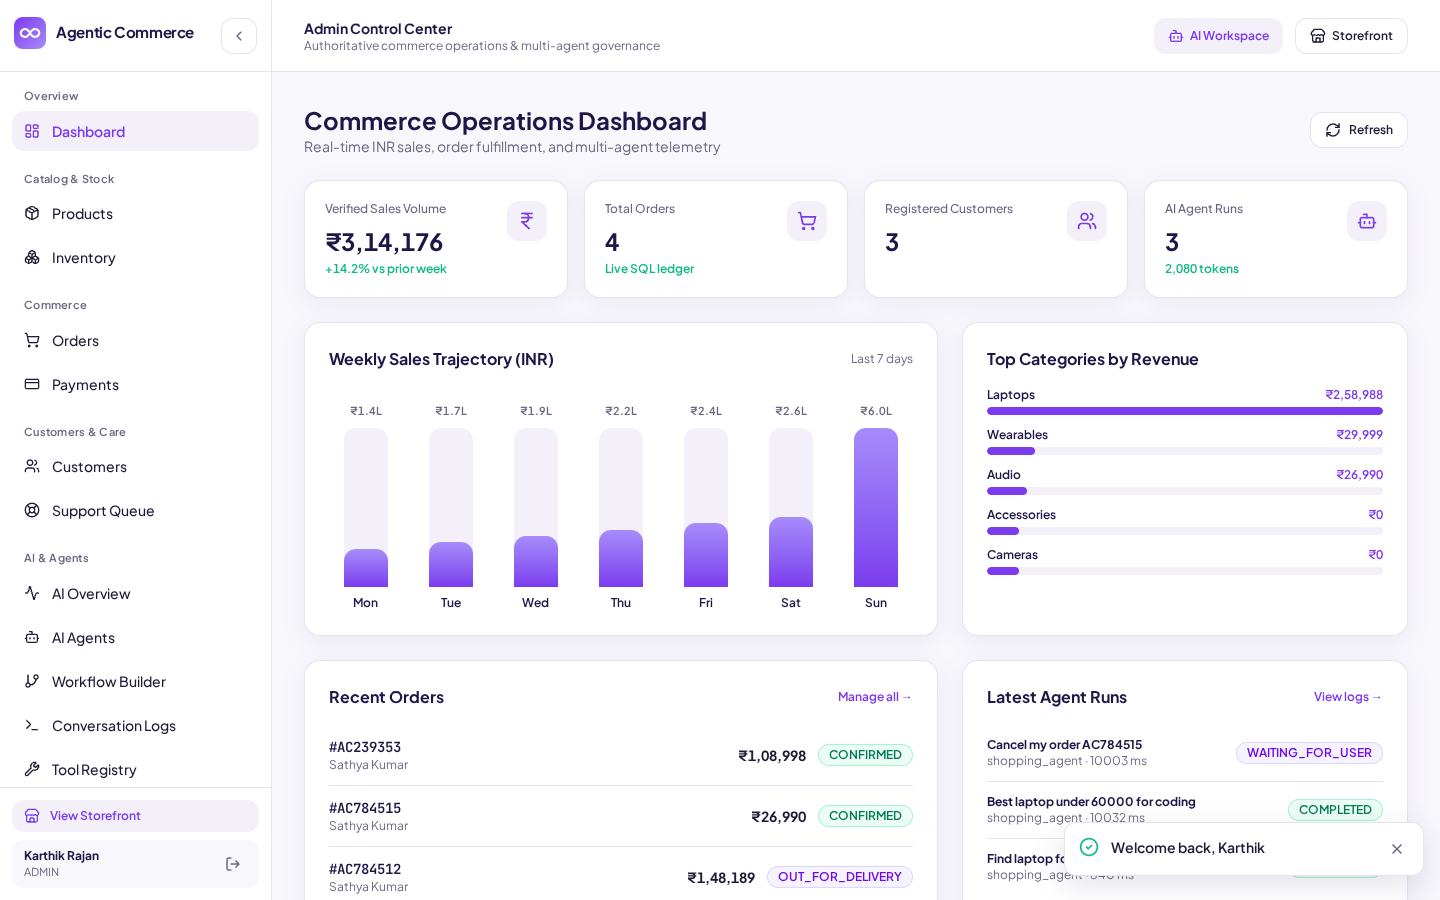 Agentic Commerce
Overview
Dashboard
Catalog & Stock
Products
Inventory
Commerce
Orders
Payments
Customers & Care
Customers
Support Queue
AI & Agents
AI Overview
AI Agents
Workflow Builder
Conversation Logs
Tool Registry
View Storefront
Karthik Rajan
ADMIN
Admin Control Center
Authoritative commerce operations & multi-agent governance
AI Workspace
Storefront
Commerce Operations Dashboard
Real-time INR sales, order fulfillment, and multi-agent telemetry
Refresh
Verified Sales Volume
₹3,14,176
+14.2% vs prior week
Total Orders
4
Live SQL ledger
Registered Customers
3
AI Agent Runs
3
2,080 tokens
Weekly Sales Trajectory (INR)
Last 7 days
₹1.4L ₹1.7L ₹1.9L ₹2.2L ₹2.4L ₹2.6L ₹6.0L
Mon Tue Wed Thu Fri Sat Sun
Top Categories by Revenue
Laptops ₹2,58,988
Wearables ₹29,999
Audio ₹26,990
Accessories ₹0
Cameras ₹0
Recent Orders
Manage all →
#AC239353
Sathya Kumar
₹1,08,998 CONFIRMED
#AC784515
Sathya Kumar
₹26,990 CONFIRMED
#AC784512
Sathya Kumar
₹1,48,189 OUT_FOR_DELIVERY
Latest Agent Runs
View logs →
Cancel my order AC784515
shopping_agent · 10003 ms
WAITING_FOR_USER
Best laptop under 60000 for coding
shopping_agent · 10032 ms
COMPLETED
Find laptop
shopping_agent
Welcome back, Karthik